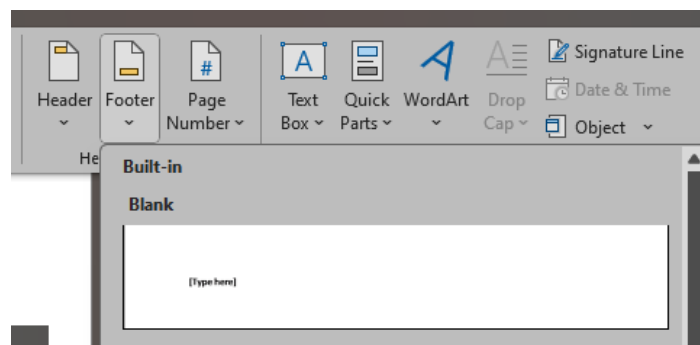 Header
Footer
Page
Number
Text
Box
Quick
Parts
WordArt
Drop
Cap
Signature Line
Date & Time
Object
He
Built-in
Blank
[Type here]